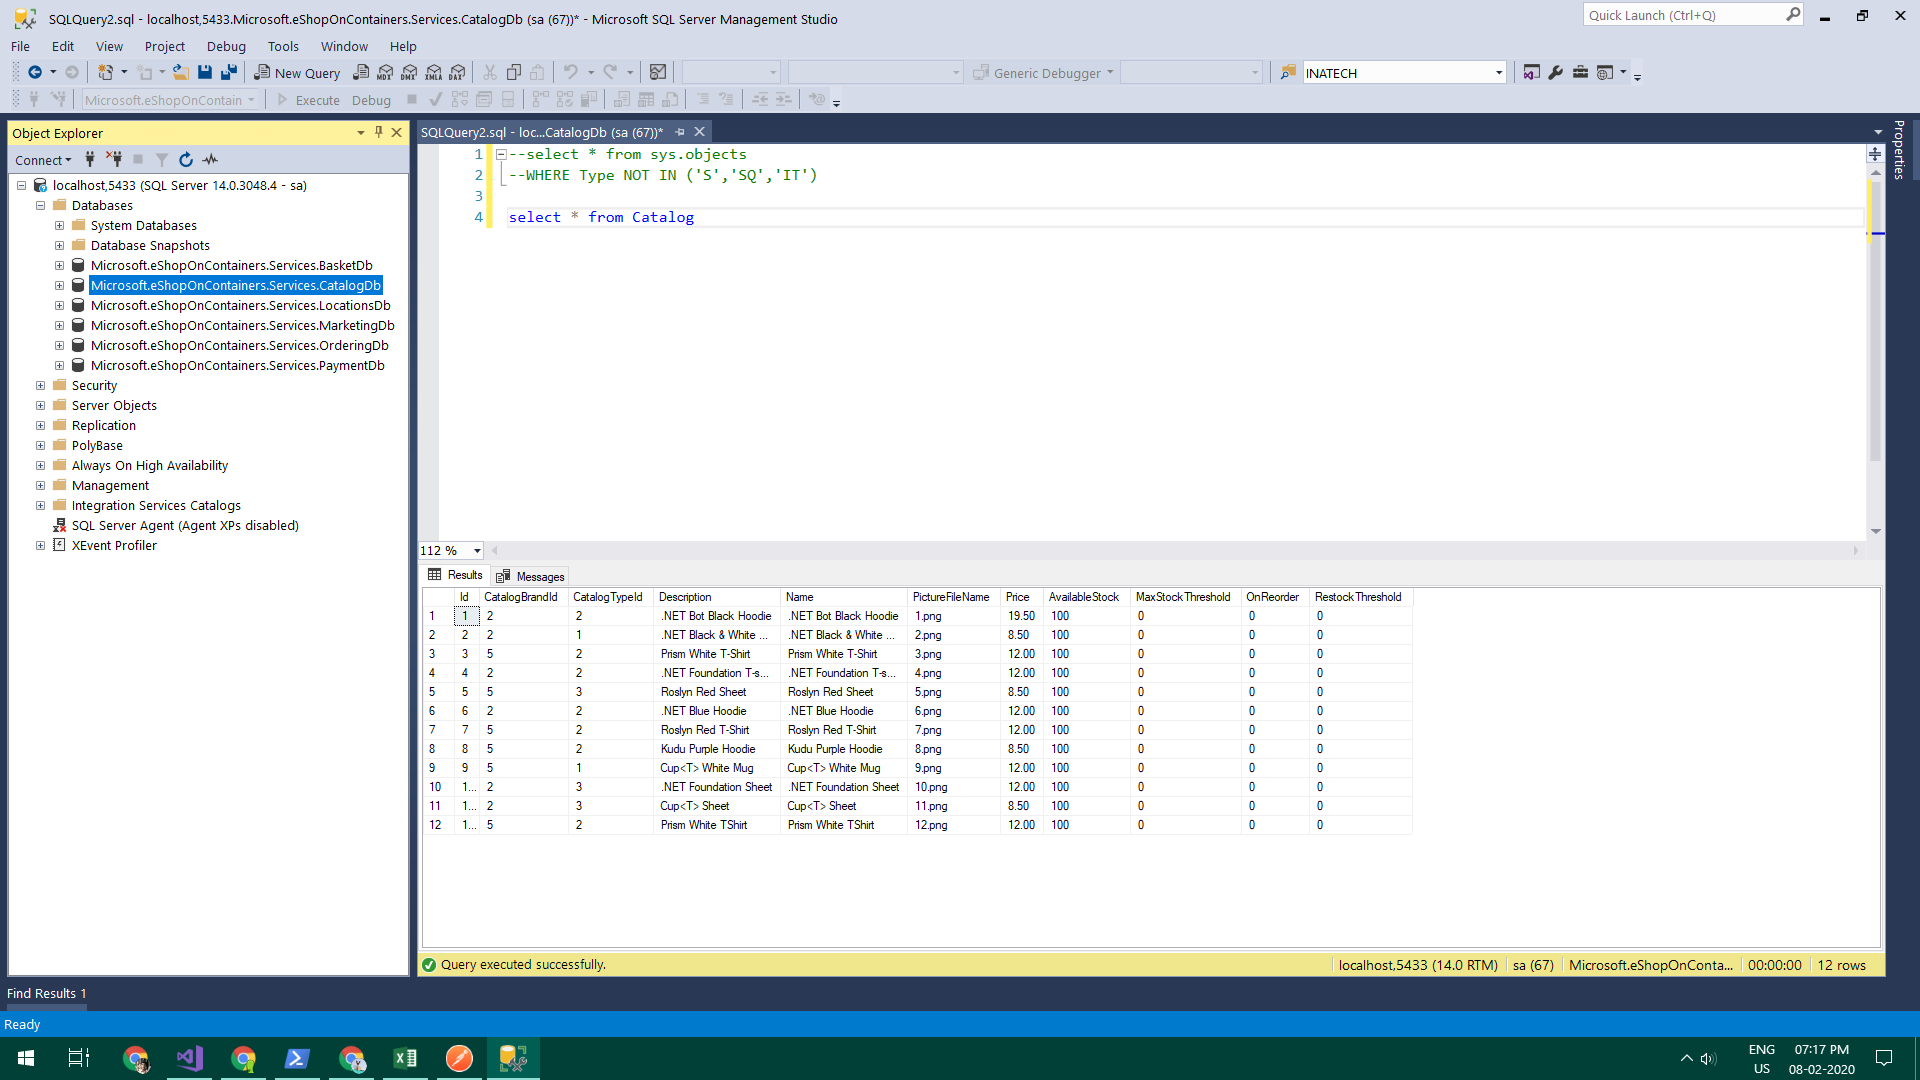 SQLQuery2.sql - localhost,5433.Microsoft.eShopOnContainers.Services.CatalogDb (sa (67))* - Microsoft SQL Server Management Studio
Quick Launch (Ctrl+Q)
File Edit View Project Debug Tools Window Help
New Query MDX DMX XMLA DAX Generic Debugger INATECH
Microsoft.eShopOnContain Execute Debug
Object Explorer
Connect
localhost,5433 (SQL Server 14.0.3048.4 - sa)
Databases
System Databases
Database Snapshots
Microsoft.eShopOnContainers.Services.BasketDb
Microsoft.eShopOnContainers.Services.CatalogDb
Microsoft.eShopOnContainers.Services.LocationsDb
Microsoft.eShopOnContainers.Services.MarketingDb
Microsoft.eShopOnContainers.Services.OrderingDb
Microsoft.eShopOnContainers.Services.PaymentDb
Security
Server Objects
Replication
PolyBase
Always On High Availability
Management
Integration Services Catalogs
SQL Server Agent (Agent XPs disabled)
XEvent Profiler
SQLQuery2.sql - loc...CatalogDb (sa (67))*
1 --select * from sys.objects
2 --WHERE Type NOT IN ('S','SQ','IT')
3
4 select * from Catalog
Properties
112 %
Results Messages
Id CatalogBrandId CatalogTypeId Description Name PictureFileName Price AvailableStock MaxStockThreshold OnReorder RestockThreshold
1 1 2 2 .NET Bot Black Hoodie .NET Bot Black Hoodie 1.png 19.50 100 0 0 0
2 2 2 1 .NET Black & White ... .NET Black & White ... 2.png 8.50 100 0 0 0
3 3 5 2 Prism White T-Shirt Prism White T-Shirt 3.png 12.00 100 0 0 0
4 4 2 2 .NET Foundation T-s... .NET Foundation T-s... 4.png 12.00 100 0 0 0
5 5 5 3 Roslyn Red Sheet Roslyn Red Sheet 5.png 8.50 100 0 0 0
6 6 2 2 .NET Blue Hoodie .NET Blue Hoodie 6.png 12.00 100 0 0 0
7 7 5 2 Roslyn Red T-Shirt Roslyn Red T-Shirt 7.png 12.00 100 0 0 0
8 8 5 2 Kudu Purple Hoodie Kudu Purple Hoodie 8.png 8.50 100 0 0 0
9 9 5 1 Cup<T> White Mug Cup<T> White Mug 9.png 12.00 100 0 0 0
10 1... 2 3 .NET Foundation Sheet .NET Foundation Sheet 10.png 12.00 100 0 0 0
11 1... 2 3 Cup<T> Sheet Cup<T> Sheet 11.png 8.50 100 0 0 0
12 1... 5 2 Prism White TShirt Prism White TShirt 12.png 12.00 100 0 0 0
Query executed successfully. localhost,5433 (14.0 RTM) sa (67) Microsoft.eShopOnConta... 00:00:00 12 rows
Find Results 1
Ready
ENG 07:17 PM
US 08-02-2020